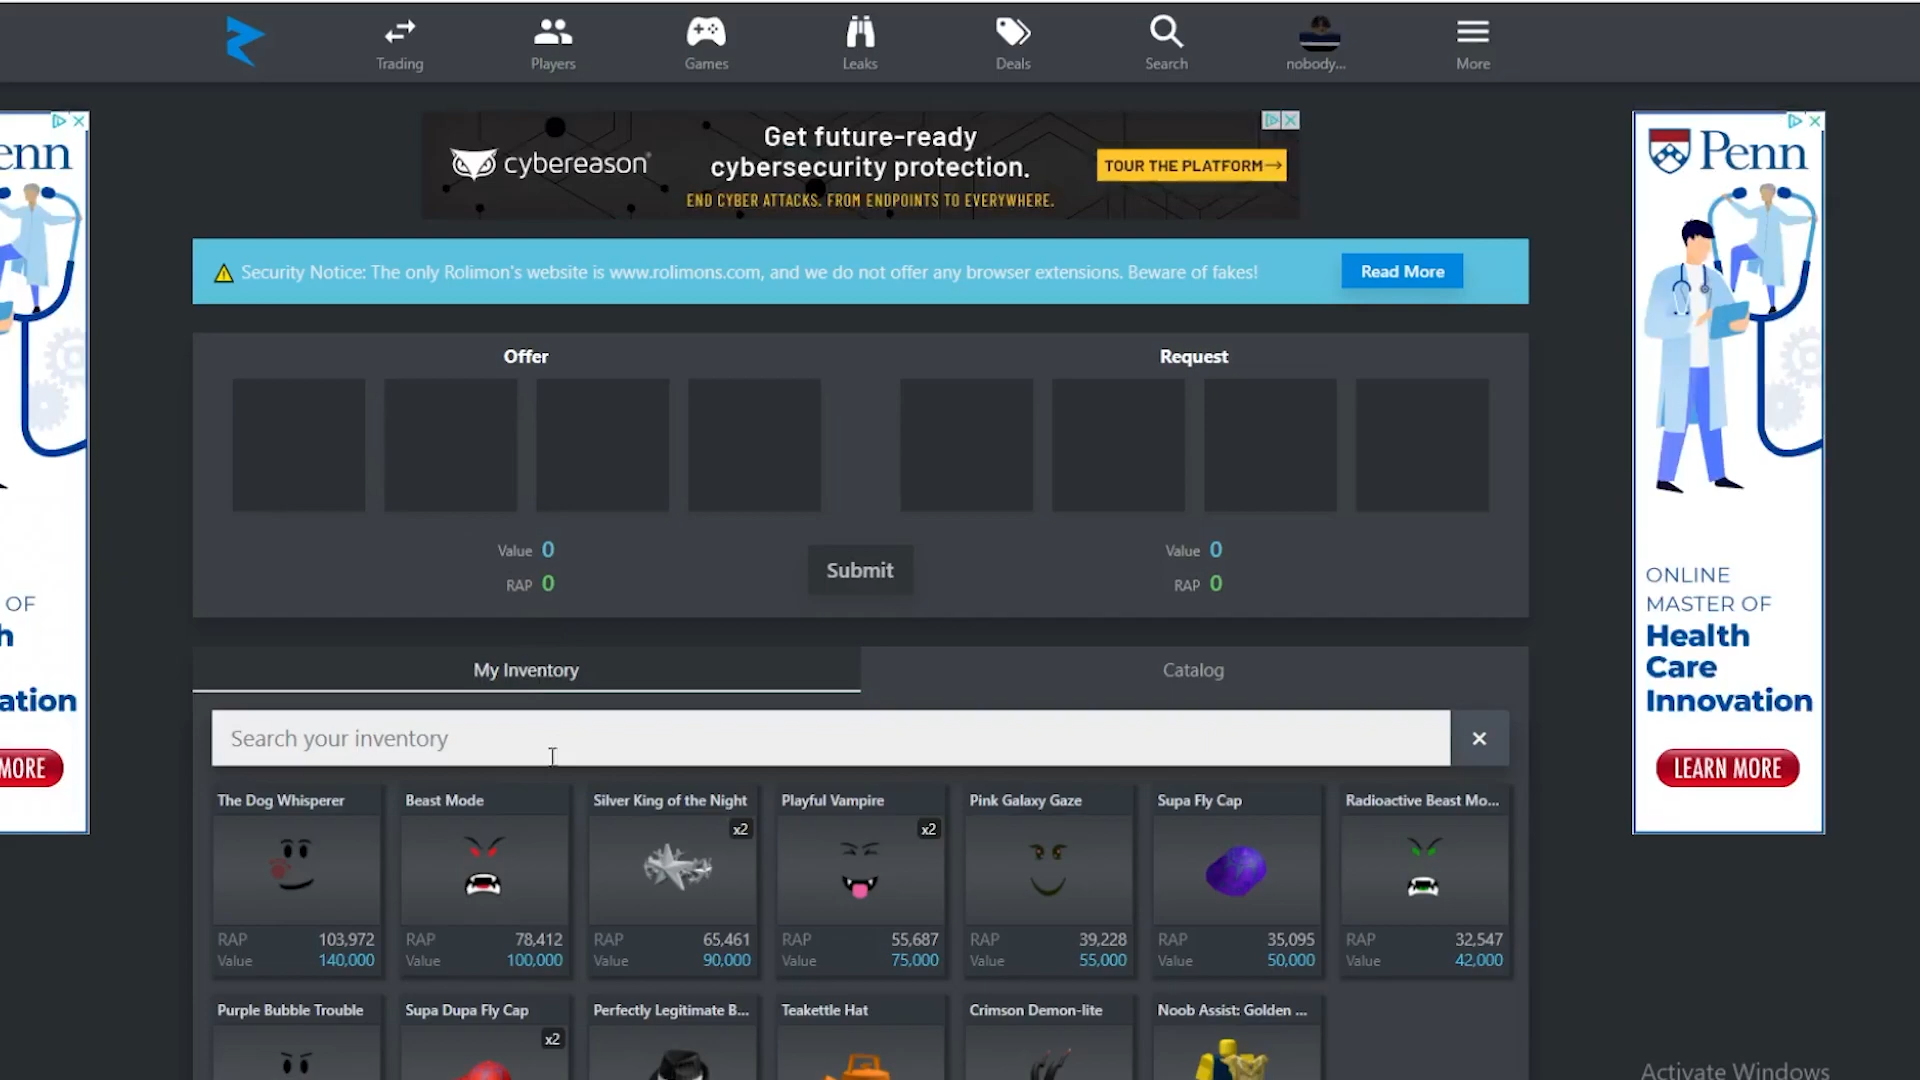 Trading
Players
Games
Leaks
Deals
Search
nobody...
More
enn
cybereason
Get future-ready
cybersecurity protection.
END CYBER ATTACKS. FROM ENDPOINTS TO EVERYWHERE.
TOUR THE PLATFORM→
Penn
Security Notice: The only Rolimon's website is www.rolimons.com, and we do not offer any browser extensions. Beware of fakes!
Read More
Offer
Request
Value 0
RAP 0
Submit
Value 0
RAP 0
OF
h
ation
MORE
ONLINE
MASTER OF
Health
Care
Innovation
LEARN MORE
My Inventory
Catalog
Search your inventory
The Dog Whisperer
RAP 103,972
Value 140,000
Beast Mode
RAP 78,412
Value 100,000
Silver King of the Night
x2
RAP 65,461
Value 90,000
Playful Vampire
x2
RAP 55,687
Value 75,000
Pink Galaxy Gaze
RAP 39,228
Value 55,000
Supa Fly Cap
RAP 35,095
Value 50,000
Radioactive Beast Mo...
RAP 32,547
Value 42,000
Purple Bubble Trouble
Supa Dupa Fly Cap
x2
Perfectly Legitimate B...
Teakettle Hat
Crimson Demon-lite
Noob Assist: Golden ...
Activate Windows